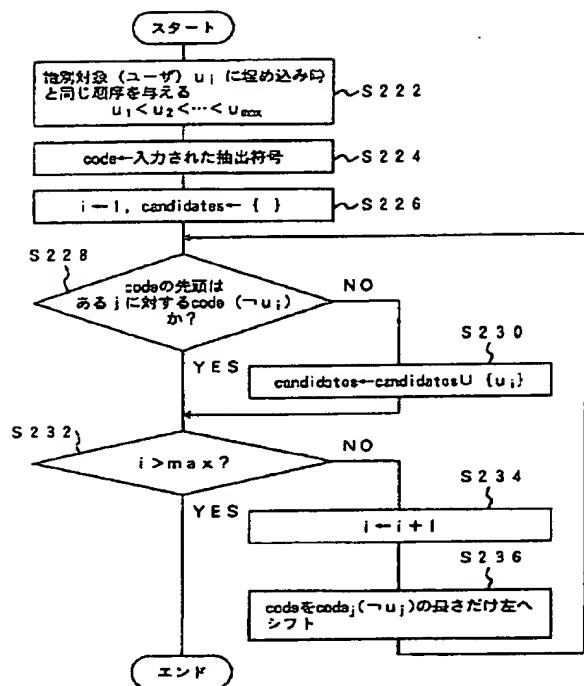 スタート
識別対象（ユーザ）u_i に埋め込み時
と同じ順序を与える
u_1<u_2<…<u_max
S222
code←入力された抽出符号
S224
i←1, candidates← { }
S226
S228
codeの先頭は
あるjに対するcode (¬u_i)
か？
NO
S230
YES
candidates←candidates∪ {u_i}
S232
i>max？
NO
S234
YES
i←i+1
S236
codeをcode_j(¬u_j)の長さだけ左へ
シフト
エンド